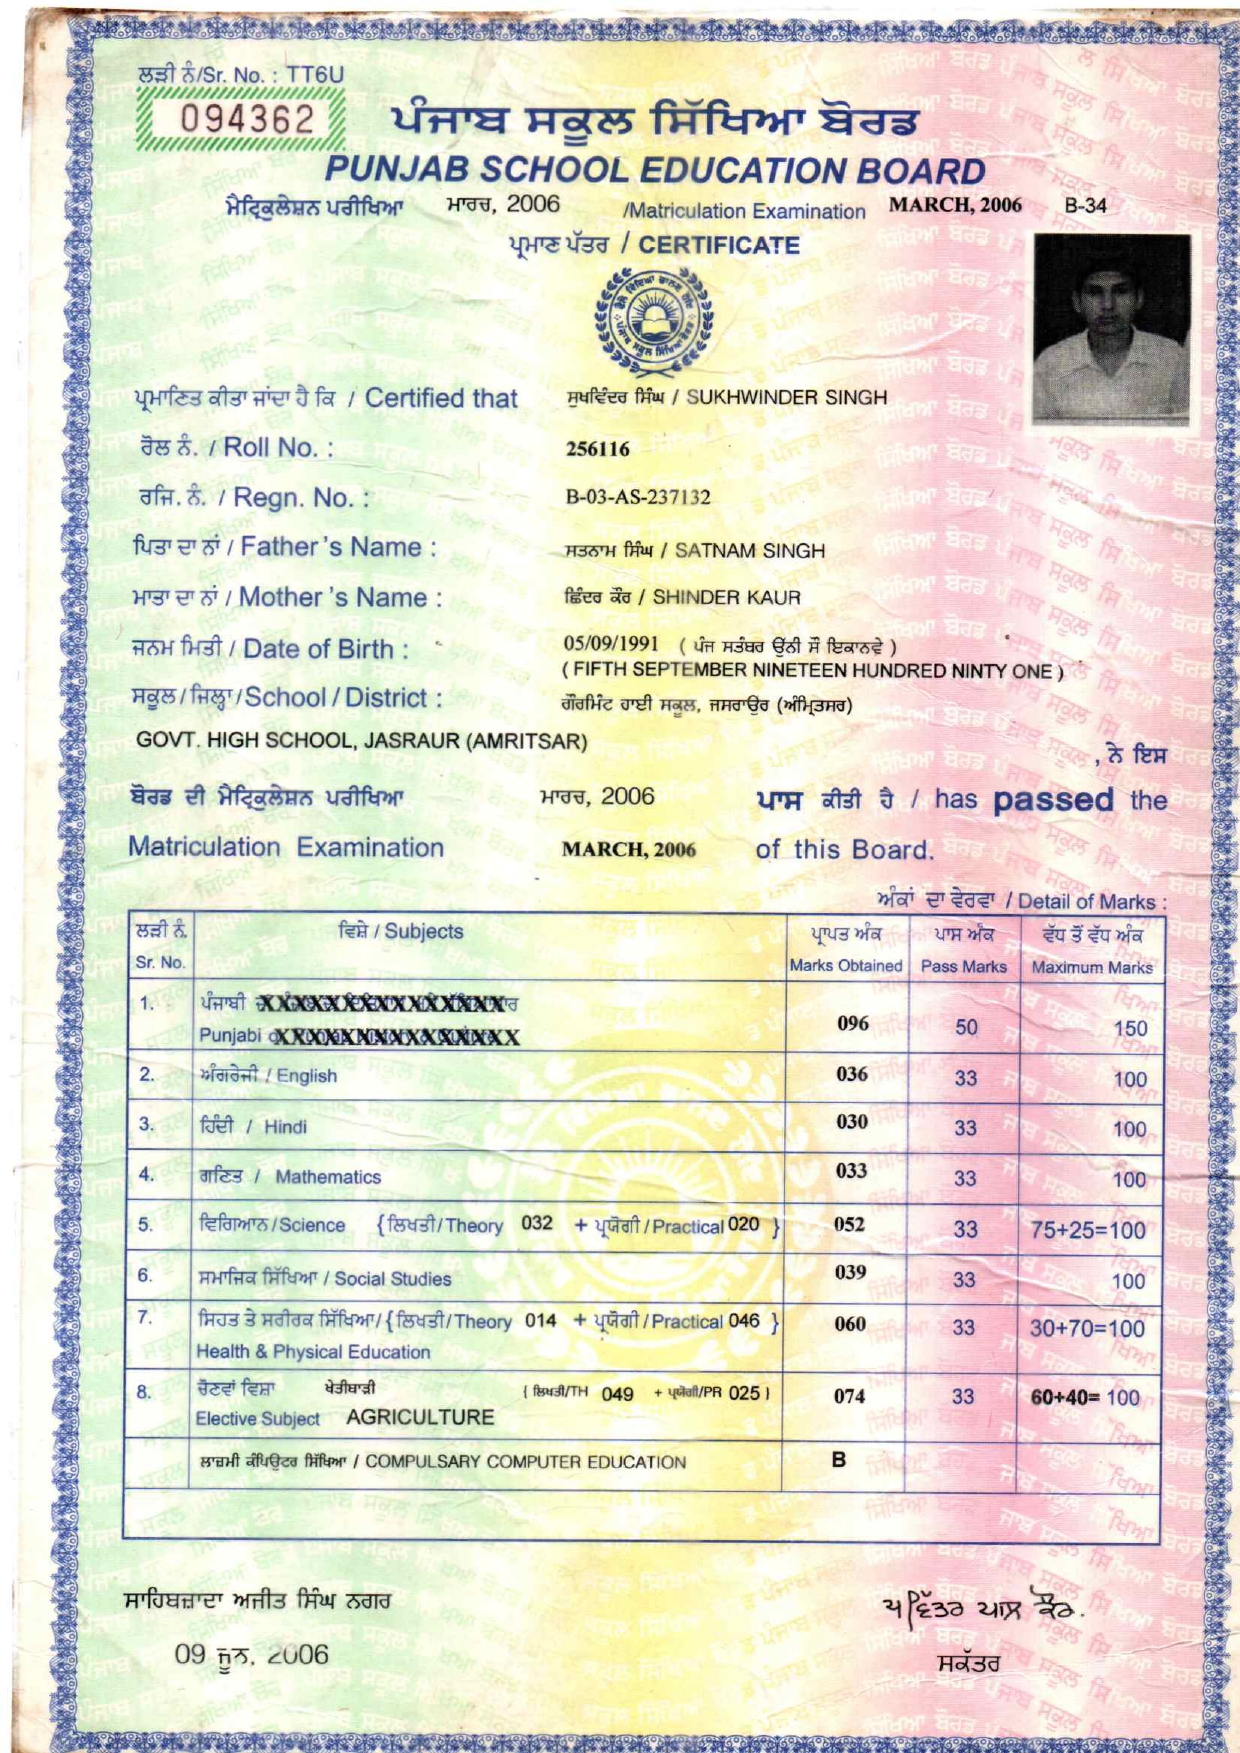 ਲੜੀ ਨੰ/Sr. No. : TT6U
094362
ਪੰਜਾਬ ਸਕੂਲ ਸਿੱਖਿਆ ਬੋਰਡ
PUNJAB SCHOOL EDUCATION BOARD
ਮੈਟ੍ਰਿਕੁਲੇਸ਼ਨ ਪਰੀਖਿਆ ਮਾਰਚ, 2006 /Matriculation Examination MARCH, 2006 B-34
ਪ੍ਰਮਾਣ ਪੱਤਰ / CERTIFICATE
ਪ੍ਰਮਾਣਿਤ ਕੀਤਾ ਜਾਂਦਾ ਹੈ ਕਿ / Certified that ਸੁਖਵਿੰਦਰ ਸਿੰਘ / SUKHWINDER SINGH
ਰੋਲ ਨੰ. / Roll No. : 256116
ਰਜਿ. ਨੰ. / Regn. No. : B-03-AS-237132
ਪਿਤਾ ਦਾ ਨਾਂ / Father's Name : ਸਤਨਾਮ ਸਿੰਘ / SATNAM SINGH
ਮਾਤਾ ਦਾ ਨਾਂ / Mother 's Name : ਛਿੰਦਰ ਕੌਰ / SHINDER KAUR
ਜਨਮ ਮਿਤੀ / Date of Birth : 05/09/1991 ( ਪੰਜ ਸਤੰਬਰ ਉੱਨੀ ਸੌ ਇਕਾਨਵੇ )
( FIFTH SEPTEMBER NINETEEN HUNDRED NINTY ONE )
ਸਕੂਲ/ਜ਼ਿਲ੍ਹਾ/School / District : ਗੌਰਮਿੰਟ ਹਾਈ ਸਕੂਲ, ਜਸਰਾਉਰ (ਅੰਮ੍ਰਿਤਸਰ)
GOVT. HIGH SCHOOL, JASRAUR (AMRITSAR)
, ਨੇ ਇਸ
ਬੋਰਡ ਦੀ ਮੈਟ੍ਰਿਕੁਲੇਸ਼ਨ ਪਰੀਖਿਆ ਮਾਰਚ, 2006 ਪਾਸ ਕੀਤੀ ਹੈ / has passed the
Matriculation Examination MARCH, 2006 of this Board.
ਅੰਕਾਂ ਦਾ ਵੇਰਵਾ / Detail of Marks :
ਲੜੀ ਨੰ. ਵਿਸ਼ੇ / Subjects ਪ੍ਰਾਪਤ ਅੰਕ ਪਾਸ ਅੰਕ ਵੱਧ ਤੋਂ ਵੱਧ ਅੰਕ
Sr. No. Marks Obtained Pass Marks Maximum Marks
1. ਪੰਜਾਬੀ
Punjabi 096 50 150
2. ਅੰਗਰੇਜੀ / English 036 33 100
3. ਹਿੰਦੀ / Hindi 030 33 100
4. ਗਣਿਤ / Mathematics 033 33 100
5. ਵਿਗਿਆਨ/Science {ਲਿਖਤੀ/Theory 032 + ਪ੍ਰਯੋਗੀ/Practical 020 } 052 33 75+25=100
6. ਸਮਾਜਿਕ ਸਿੱਖਿਆ / Social Studies 039 33 100
7. ਸਿਹਤ ਤੇ ਸਰੀਰਕ ਸਿੱਖਿਆ/{ਲਿਖਤੀ/Theory 014 + ਪ੍ਰਯੋਗੀ/Practical 046 } 060 33 30+70=100
Health & Physical Education
8. ਚੋਣਵਾਂ ਵਿਸ਼ਾ ਖੇਤੀਬਾੜੀ { ਲਿਖਤੀ/TH 049 + ਪ੍ਰਯੋਗੀ/PR 025 } 074 33 60+40= 100
Elective Subject AGRICULTURE
ਲਾਜ਼ਮੀ ਕੰਪਿਊਟਰ ਸਿੱਖਿਆ / COMPULSARY COMPUTER EDUCATION B
ਸਾਹਿਬਜ਼ਾਦਾ ਅਜੀਤ ਸਿੰਘ ਨਗਰ
ਪਵਿੱਤਰ ਪਾਲ ਕੌਰ.
09 ਜੂਨ, 2006
ਸਕੱਤਰ